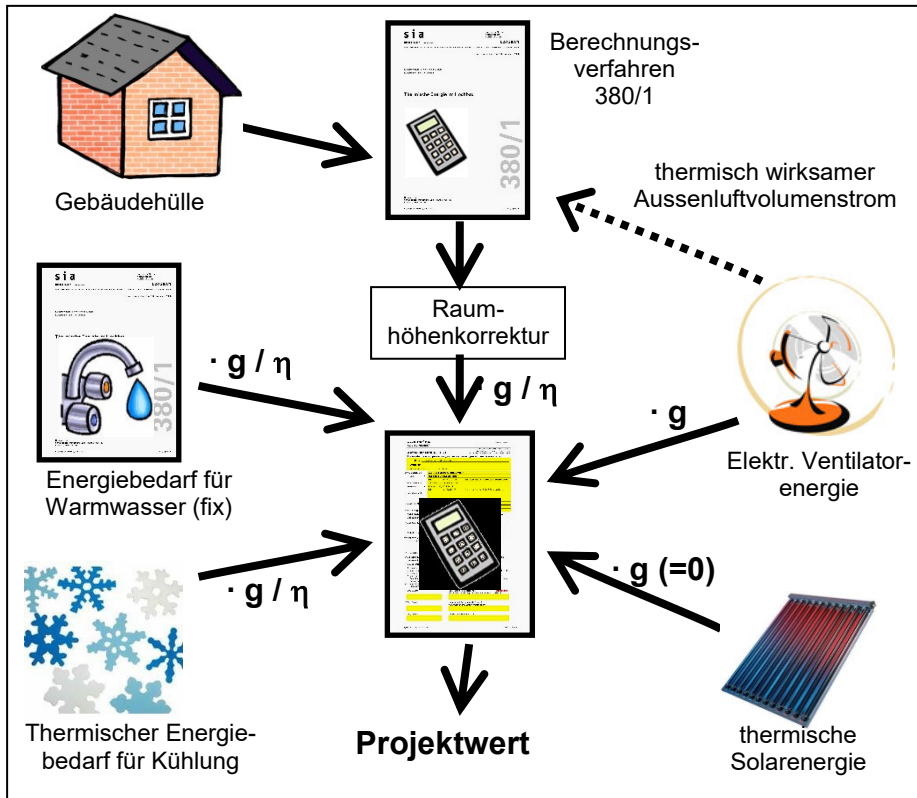 sia
Berechnungs-
verfahren
380/1
380/1
Gebäudehülle
thermisch wirksamer
Aussenluftvolumenstrom
sia
380/1
Raum-
höhenkorrektur
· g / η
· g / η
· g
Energiebedarf für
Warmwasser (fix)
Elektr. Ventilator-
energie
· g / η
· g (=0)
Thermischer Energie-
bedarf für Kühlung
Projektwert
thermische
Solarenergie